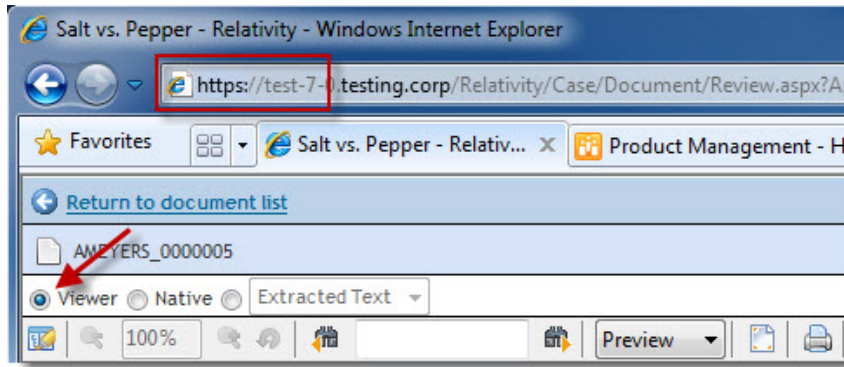 Salt vs. Pepper - Relativity - Windows Internet Explorer
https://test-7-0.testing.corp/Relativity/Case/Document/Review.aspx?A
Favorites Salt vs. Pepper - Relativ... Product Management - H
Return to document list
AMEYERS_0000005
Viewer Native Extracted Text
100% Preview